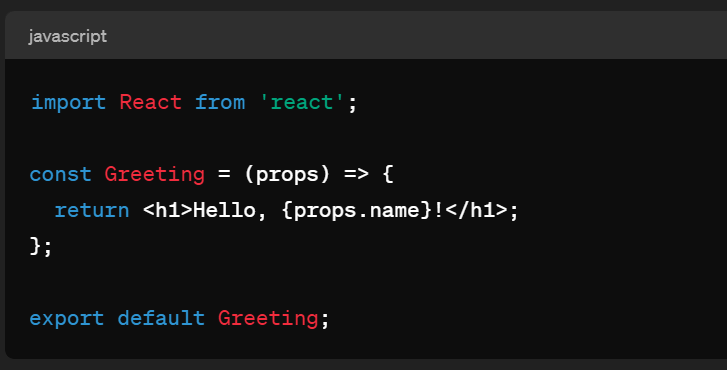 javascript
import React from 'react';
const Greeting = (props) => {
  return <h1>Hello, {props.name}!</h1>;
};
export default Greeting;